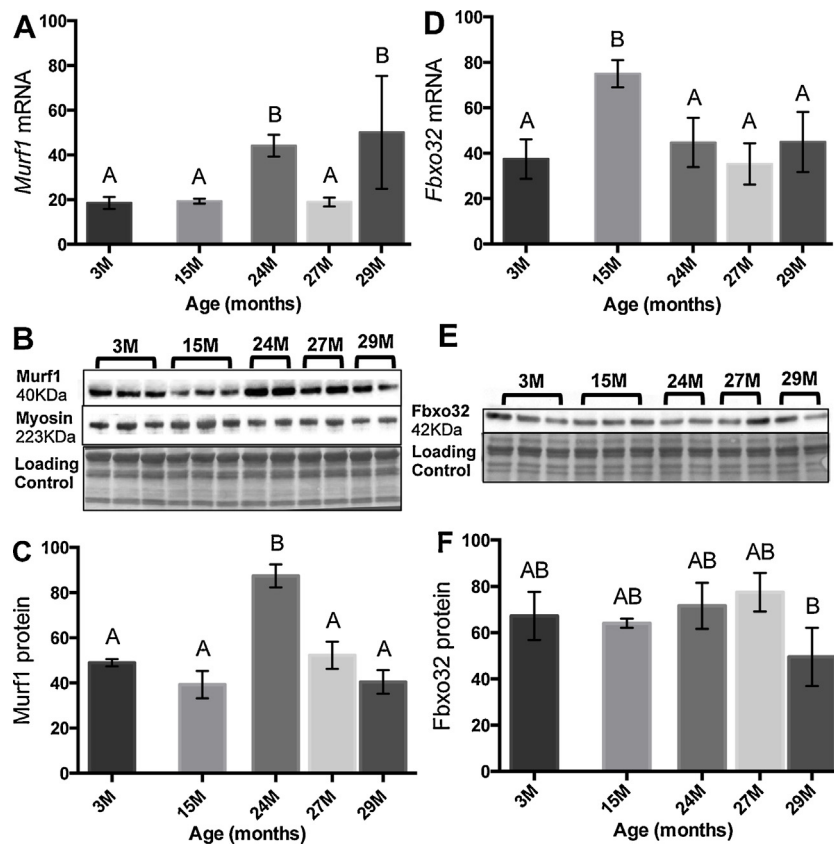 A
Murf1 mRNA
100
80
60
40
20
0
A
A
B
A
B
3M
15M
24M
27M
29M
Age (months)
D
Fbxo32 mRNA
100
80
60
40
20
0
A
B
A
A
A
3M
15M
24M
27M
29M
Age (months)
B
3M 15M 24M 27M 29M
Murf1
40KDa
Myosin
223KDa
Loading
Control
E
3M 15M 24M 27M 29M
Fbxo32
42KDa
Loading
Control
C
Murf1 protein
100
80
60
40
20
0
A
A
B
A
A
3M
15M
24M
27M
29M
Age (months)
F
Fbxo32 protein
100
80
60
40
20
0
AB
AB
AB
AB
B
3M
15M
24M
27M
29M
Age (months)